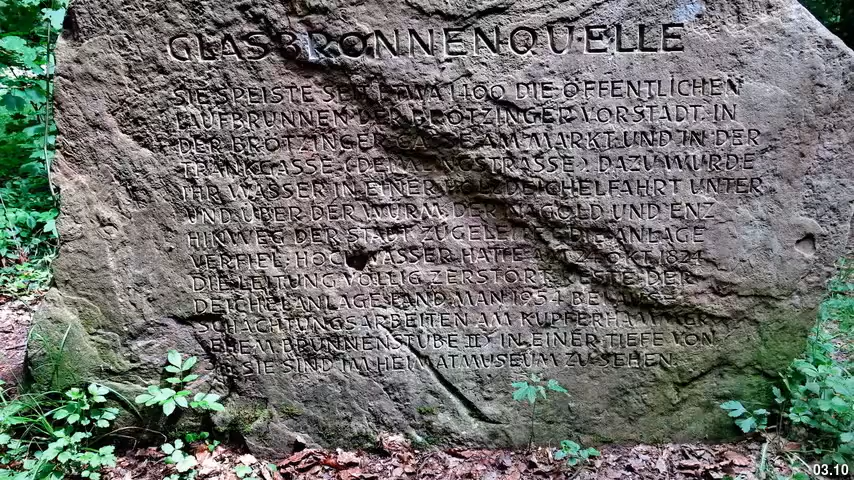 GLASBRONNENQUELLE
SIE SPEISTE SEIT ETWA 1400 DIE ÖFFENTLICHEN
LAUFBRUNNEN DER BRÖTZINGER VORSTADT: IN
DER BRÖTZINGER GASSE AM MARKT UND IN DER
TRÄNKGASSE (DEIMLINGSTRASSE) DAZU WURDE
IHR WASSER IN EINER HOLZDEICHELFAHRT UNTER
UND ÜBER DER WÜRM, DER NAGOLD UND ENZ
HINWEG DER STADT ZUGELEITET. DIE ANLAGE
VERFIEL; HOCHWASSER HATTE AM 29. OKT. 1824
DIE LEITUNG VÖLLIG ZERSTÖRT. RESTE DER
DEICHELANLAGE FAND MAN 1954 BEI AUS-
SCHACHTUNGSARBEITEN AM KUPFERHAMMER
(EHEM. BRUNNENSTUBE II) IN EINER TIEFE VON
SIE SIND IM HEIMATMUSEUM ZU SEHEN.
03.10